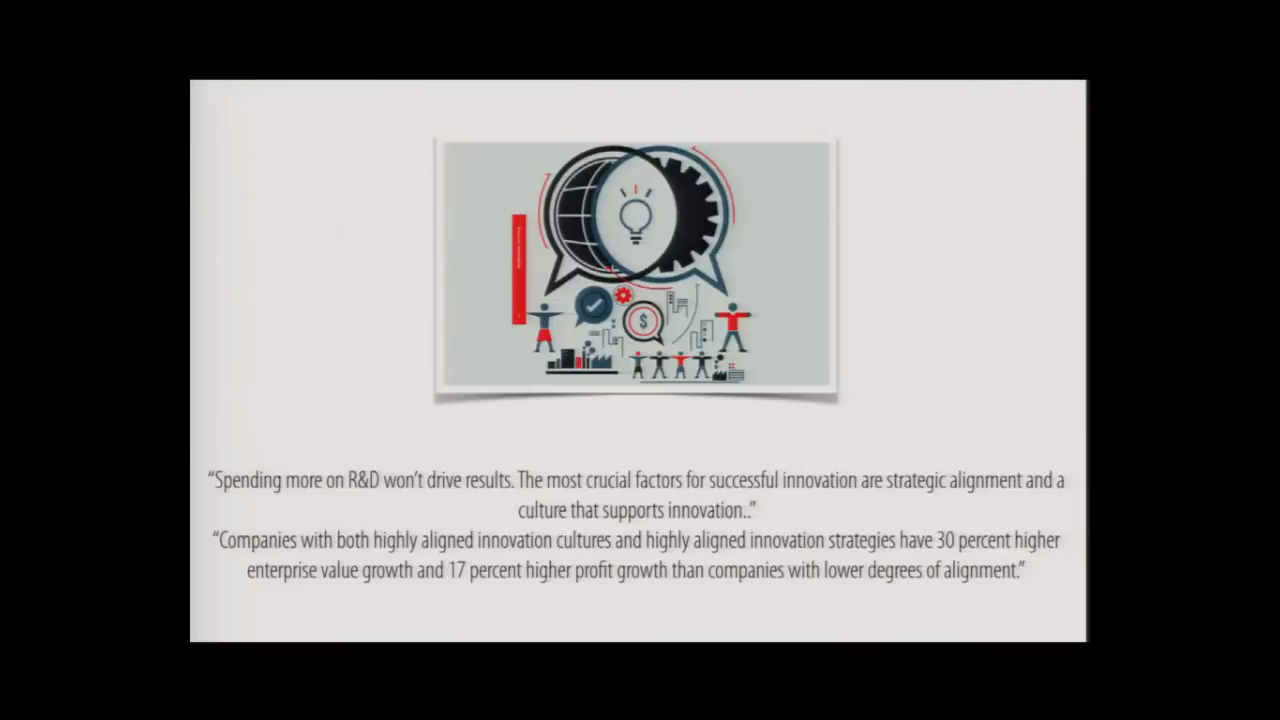 $
“Spending more on R&D won’t drive results. The most crucial factors for successful innovation are strategic alignment and a
culture that supports innovation..”
“Companies with both highly aligned innovation cultures and highly aligned innovation strategies have 30 percent higher
enterprise value growth and 17 percent higher profit growth than companies with lower degrees of alignment.”